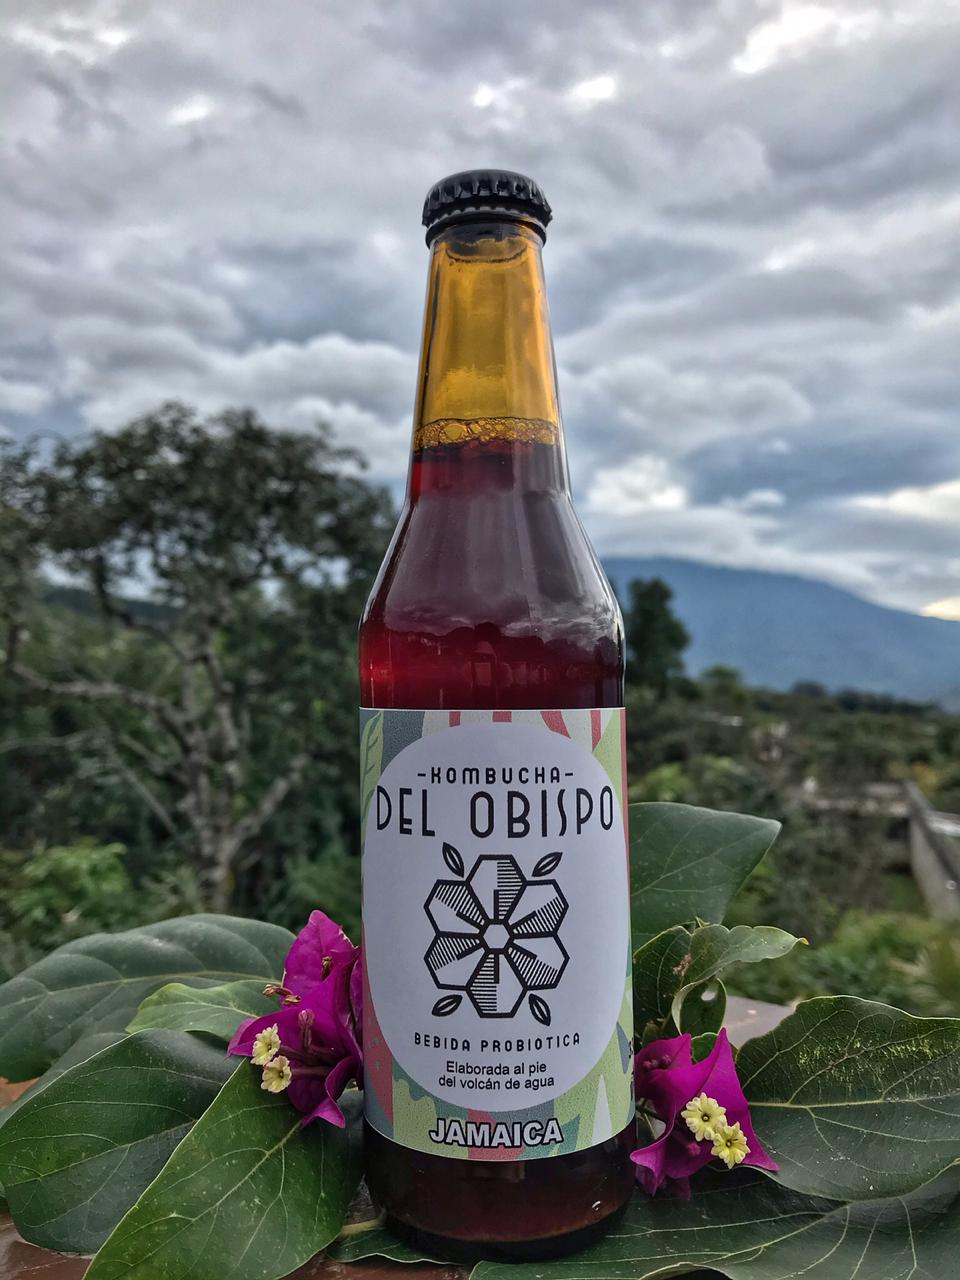 -KOMBUCHA-
DEL OBISPO
BEBIDA PROBIOTICA
Elaborada al pie
del volcán de agua
JAMAICA